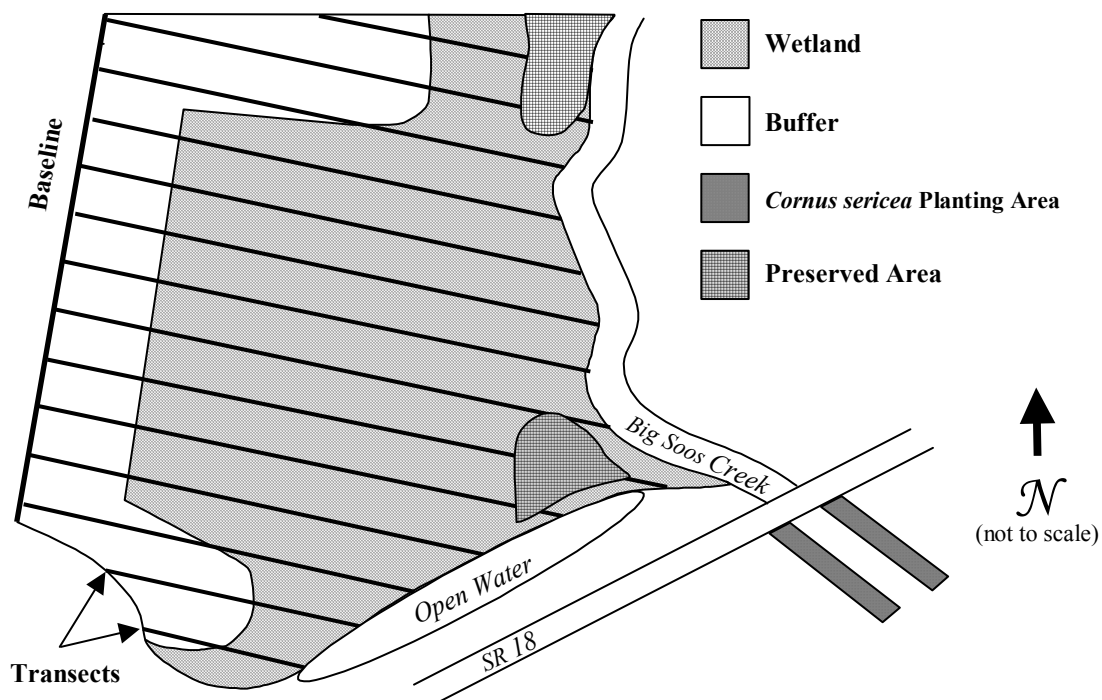 Wetland
Buffer
Cornus sericea Planting Area
Preserved Area
Baseline
Big Soos Creek
N
(not to scale)
Open Water
SR 18
Transects